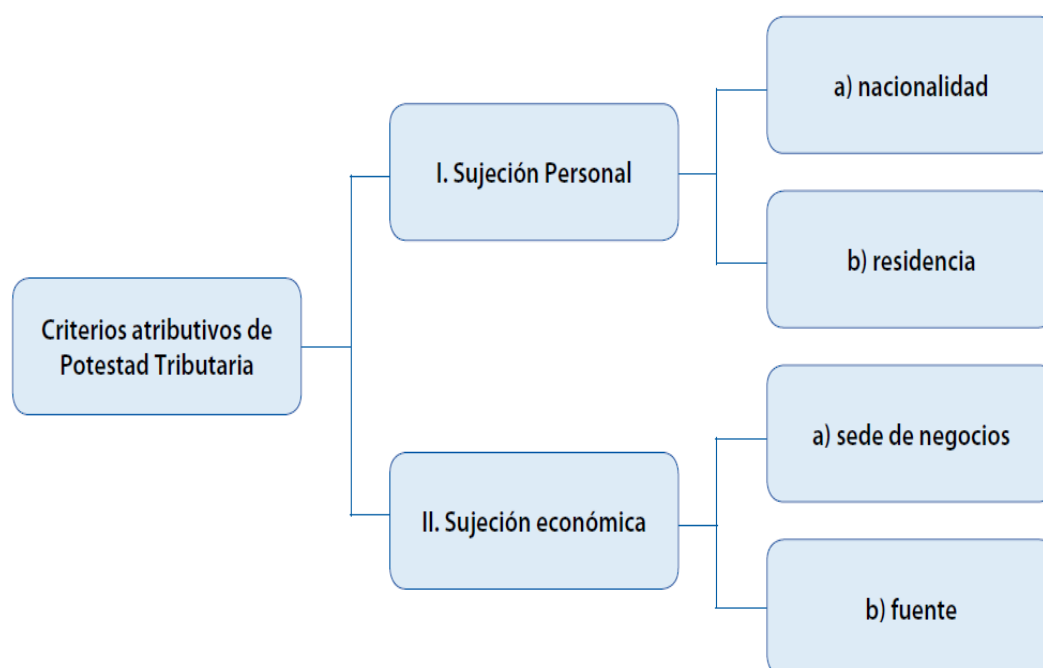 Criterios atributivos de
Potestad Tributaria
I. Sujeción Personal
a) nacionalidad
b) residencia
II. Sujeción económica
a) sede de negocios
b) fuente